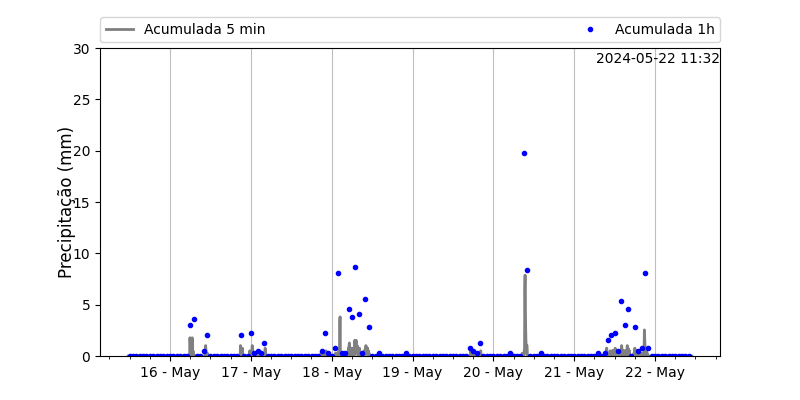 Acumulada 5 min
Acumulada 1h
2024-05-22 11:32
Precipitação (mm)
30
25
20
15
10
5
0
16 - May 17 - May 18 - May 19 - May 20 - May 21 - May 22 - May